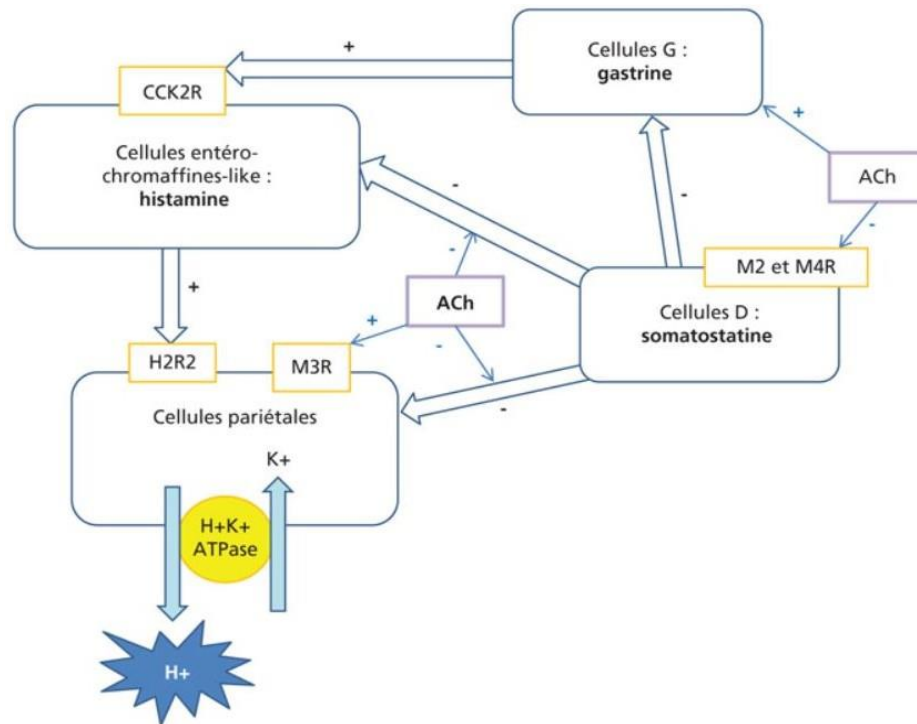 Cellules G :
gastrine
+
CCK2R
Cellules entéro-
chromaffines-like :
histamine
+
ACh
-
-
-
M2 et M4R
-
ACh
Cellules D :
somatostatine
+
+
-
H2R2
M3R
-
Cellules pariétales
K+
H+K+
ATPase
H+